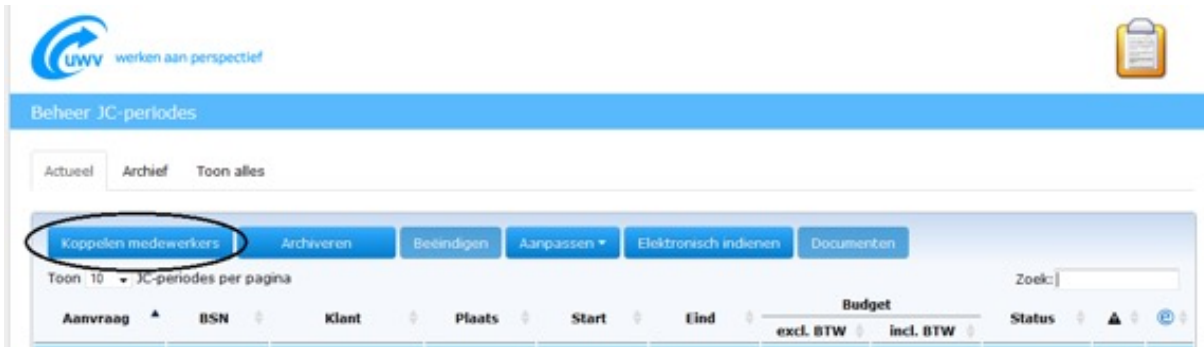 UWV werken aan perspectief
Beheer JC-periodes
Actueel Archief Toon alles
Koppelen medewerkers Archiveren Beëindigen Aanpassen Elektronisch indienen Documenten
Toon 10 JC-periodes per pagina Zoek:
Budget
Aanvraag BSN Klant Plaats Start Eind excl. BTW incl. BTW Status